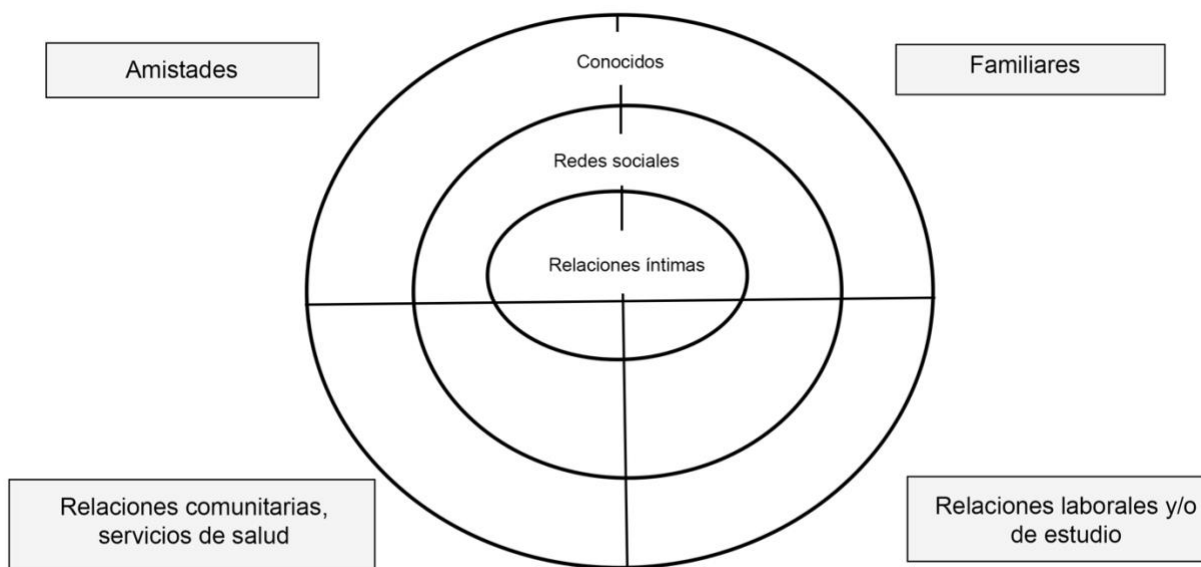 Amistades
Conocidos
Familiares
Redes sociales
Relaciones íntimas
Relaciones comunitarias,
servicios de salud
Relaciones laborales y/o
de estudio